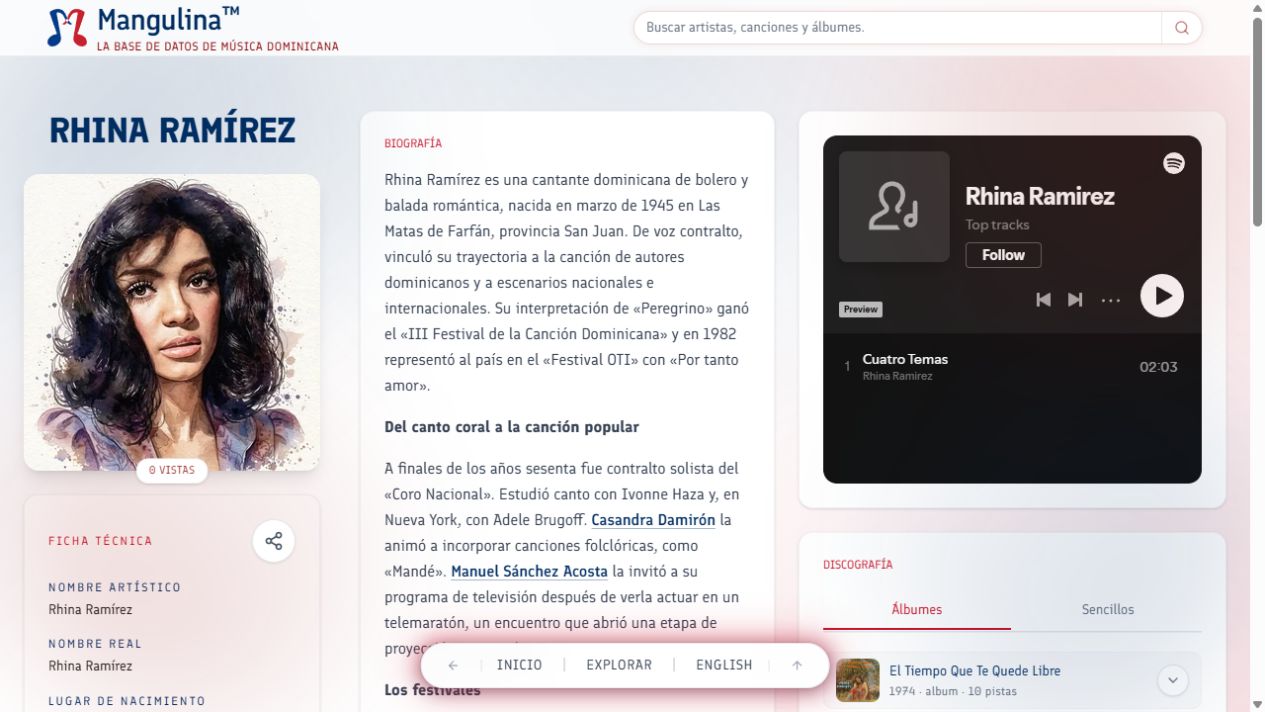 Mangulina™
LA BASE DE DATOS DE MÚSICA DOMINICANA
Buscar artistas, canciones y álbumes.
RHINA RAMÍREZ
0 VISTAS
FICHA TÉCNICA
NOMBRE ARTÍSTICO
Rhina Ramírez
NOMBRE REAL
Rhina Ramírez
LUGAR DE NACIMIENTO
BIOGRAFÍA
Rhina Ramírez es una cantante dominicana de bolero y
balada romántica, nacida en marzo de 1945 en Las
Matas de Farfán, provincia San Juan. De voz contralto,
vinculó su trayectoria a la canción de autores
dominicanos y a escenarios nacionales e
internacionales. Su interpretación de «Peregrino» ganó
el «III Festival de la Canción Dominicana» y en 1982
representó al país en el «Festival OTI» con «Por tanto
amor».
Del canto coral a la canción popular
A finales de los años sesenta fue contralto solista del
«Coro Nacional». Estudió canto con Ivonne Haza y, en
Nueva York, con Adele Brugoff. Casandra Damirón la
animó a incorporar canciones folclóricas, como
«Mandé». Manuel Sánchez Acosta la invitó a su
programa de televisión después de verla actuar en un
telemaratón, un encuentro que abrió una etapa de
Los festivales
Rhina Ramirez
Top tracks
Follow
Preview
1 Cuatro Temas 02:03
Rhina Ramirez
DISCOGRAFÍA
Álbumes Sencillos
El Tiempo Que Te Quede Libre
1974 · album · 10 pistas
INICIO | EXPLORAR | ENGLISH